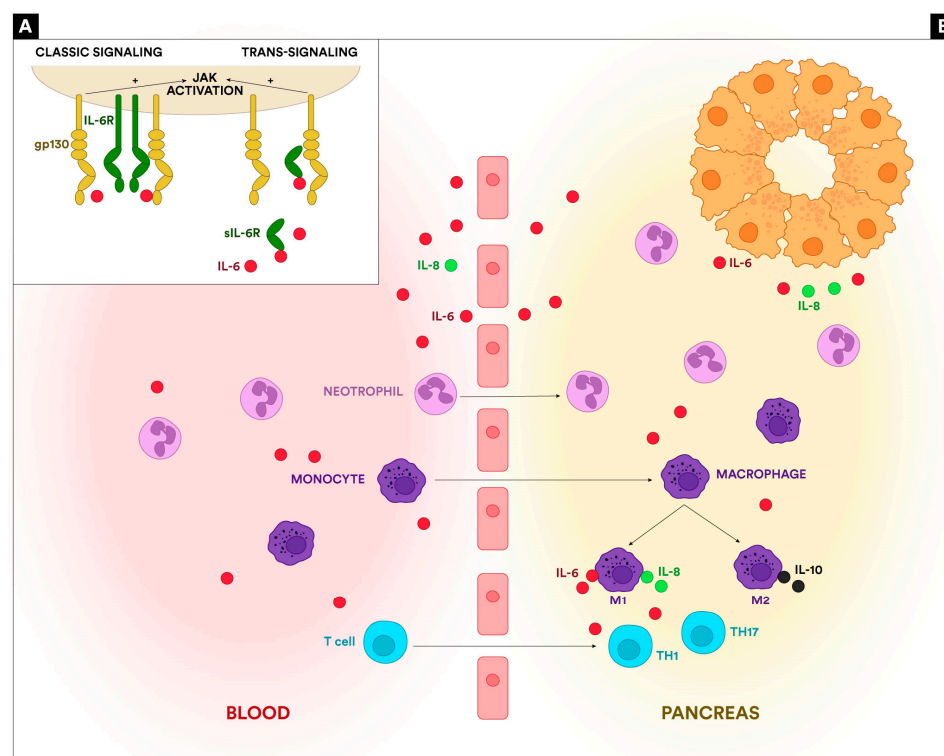 A
B
CLASSIC SIGNALING
TRANS-SIGNALING
+
JAK
ACTIVATION
+
IL-6R
gp130
sIL-6R
IL-6
IL-8
IL-6
IL-6
IL-8
NEOTROPHIL
MONOCYTE
MACROPHAGE
IL-6
IL-8
IL-10
M1
M2
T cell
TH17
TH1
BLOOD
PANCREAS